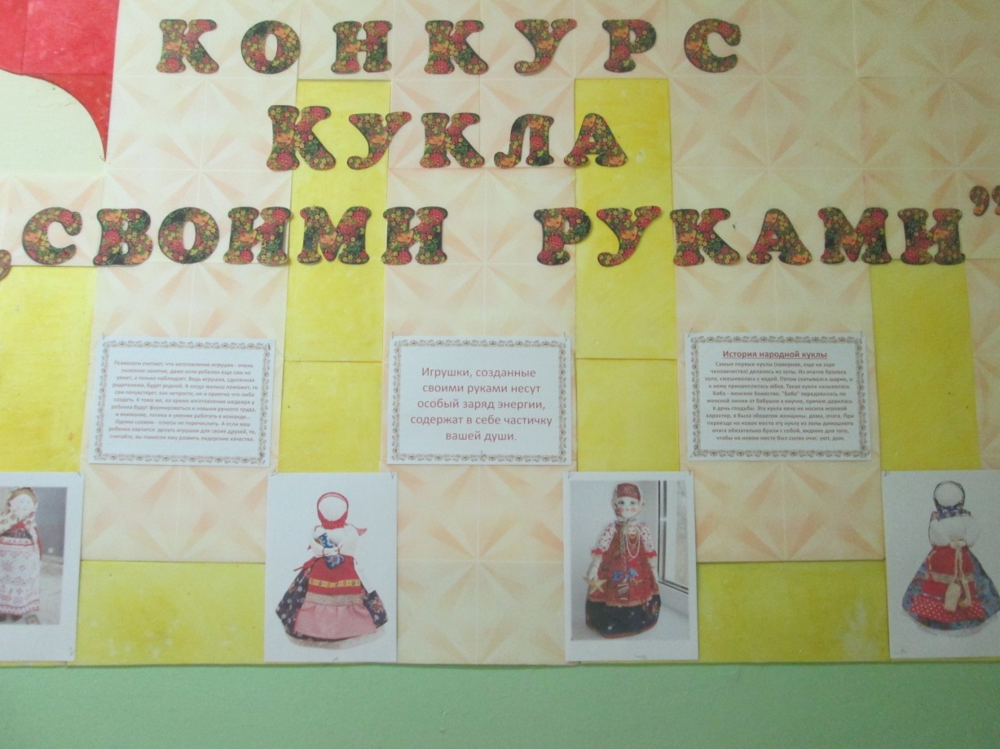 КОНКУРС
КУКЛА
„СВОИМИ РУКАМИ”
Психологи считают, что изготовление игрушек - очень
полезное занятие, даже если ребенок еще сам не
умеет, а только наблюдает. Ведь игрушка, сделанная
родителями, будет родной. А когда малыш поможет, то
сам почувствует, как непросто, но и приятно что-либо
создать. К тому же, во время изготовления шедевра у
ребенка будут формироваться и навыки ручного труда,
и внимание, логика и умение работать в команде...
Одним словом - плюсы не перечислить. А если ваш
ребенок научится делать игрушки для своих друзей, то,
считайте, вы помогли ему развить лидерские качества.
Игрушки, созданные
своими руками несут
особый заряд энергии,
содержат в себе частичку
вашей души.
История народной куклы
Самые первые куклы (наверное, еще на заре
человечества) делались из золы. Из очагов бралась
зола, смешивалась с водой. Потом скатывался шарик, и
к нему прикреплялась юбка. Такая кукла называлась
Баба - женское божество. "Баба" передавалась по
женской линии от бабушки к внучке, причем дарилась
в день свадьбы. Эта кукла явно не носила игровой
характер, а была оберегом женщины, дома, очага. При
переезде на новое место эту куклу из золы домашнего
очага обязательно брали с собой, видимо для того,
чтобы на новом месте был снова очаг, уют, дом.